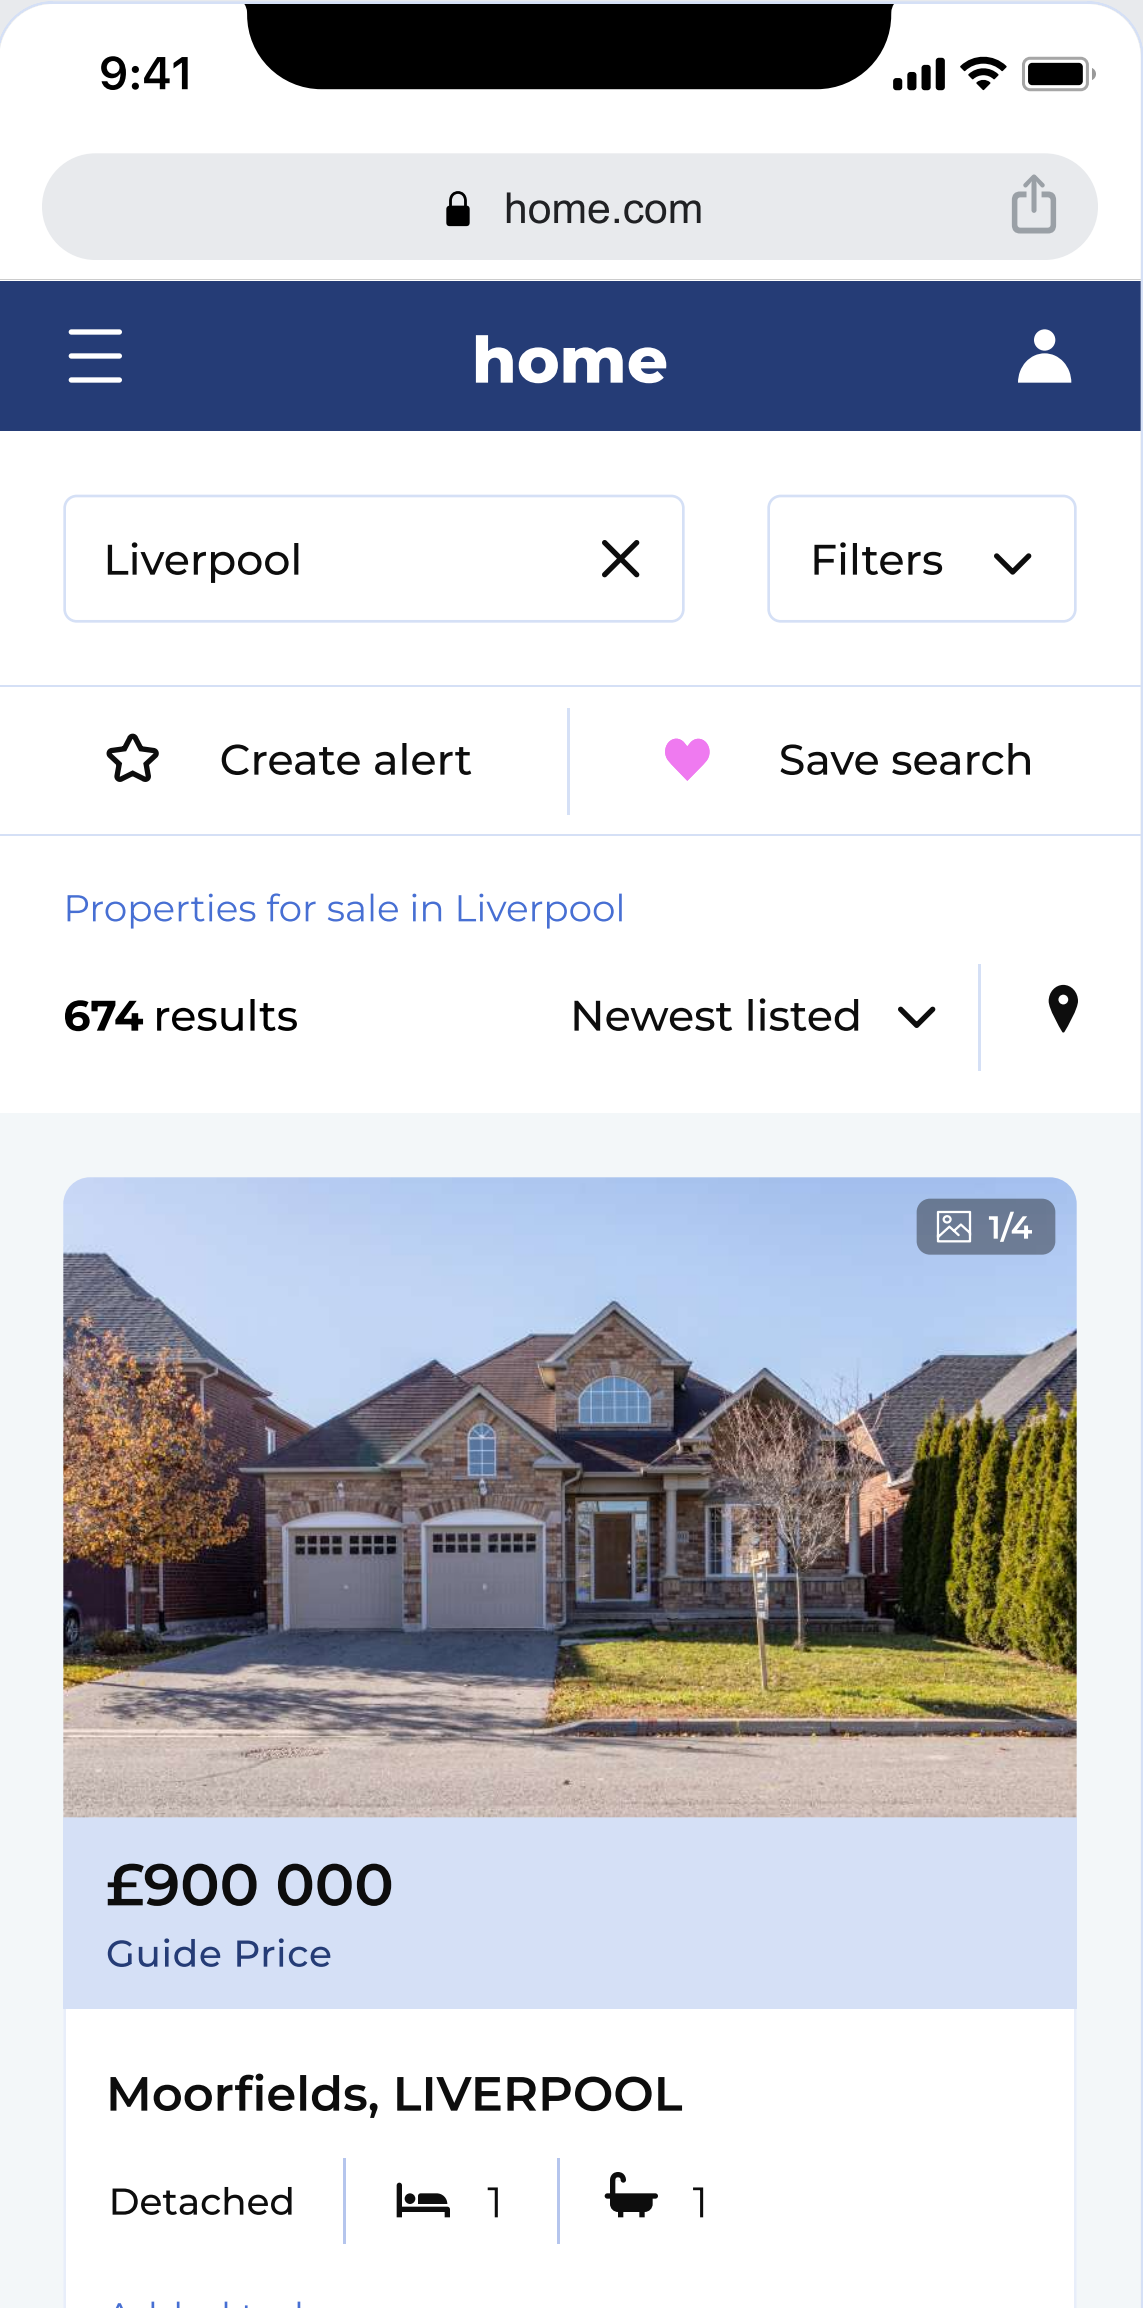 9:41
home.com
home
Liverpool
Filters
Create alert
Save search
Properties for sale in Liverpool
674 results
Newest listed
1/4
£900 000
Guide Price
Moorfields, LIVERPOOL
Detached
1
1